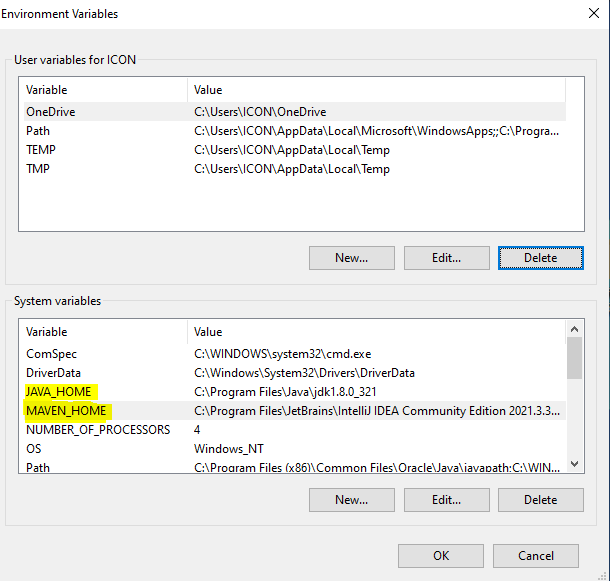 Environment Variables
User variables for ICON
Variable Value
OneDrive C:\Users\ICON\OneDrive
Path C:\Users\ICON\AppData\Local\Microsoft\WindowsApps;;C:\Progra...
TEMP C:\Users\ICON\AppData\Local\Temp
TMP C:\Users\ICON\AppData\Local\Temp
New... Edit... Delete
System variables
Variable Value
ComSpec C:\WINDOWS\system32\cmd.exe
DriverData C:\Windows\System32\Drivers\DriverData
JAVA_HOME C:\Program Files\Java\jdk1.8.0_321
MAVEN_HOME C:\Program Files\JetBrains\IntelliJ IDEA Community Edition 2021.3.3...
NUMBER_OF_PROCESSORS 4
OS Windows_NT
Path C:\Program Files (x86)\Common Files\Oracle\Java\javapath;C:\WIN...
New... Edit... Delete
OK Cancel